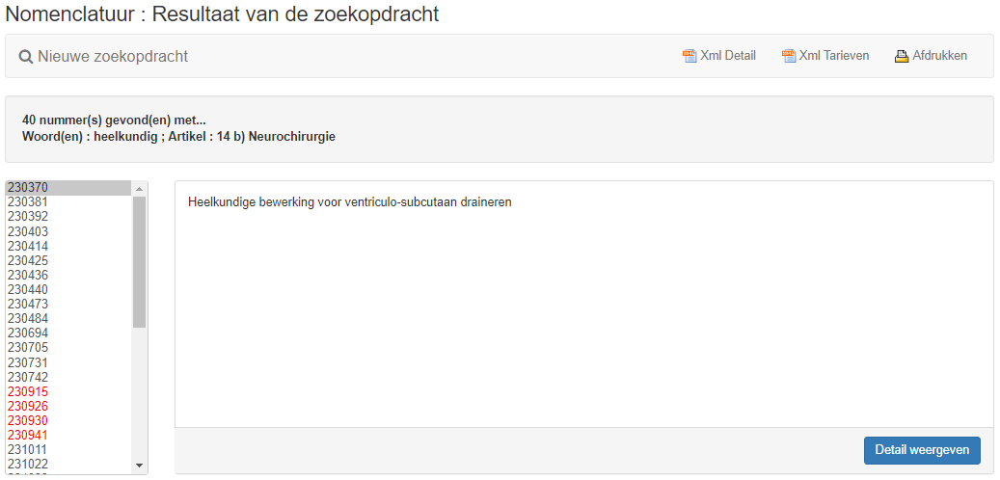 Nomenclatuur : Resultaat van de zoekopdracht
Nieuwe zoekopdracht
Xml Detail
Xml Tarieven
Afdrukken
40 nummer(s) gevond(en) met...
Woord(en) : heelkundig ; Artikel : 14 b) Neurochirurgie
230370
230381
230392
230403
230414
230425
230436
230440
230473
230484
230694
230705
230731
230742
230915
230926
230930
230941
231011
231022
Heelkundige bewerking voor ventriculo-subcutaan draineren
Detail weergeven